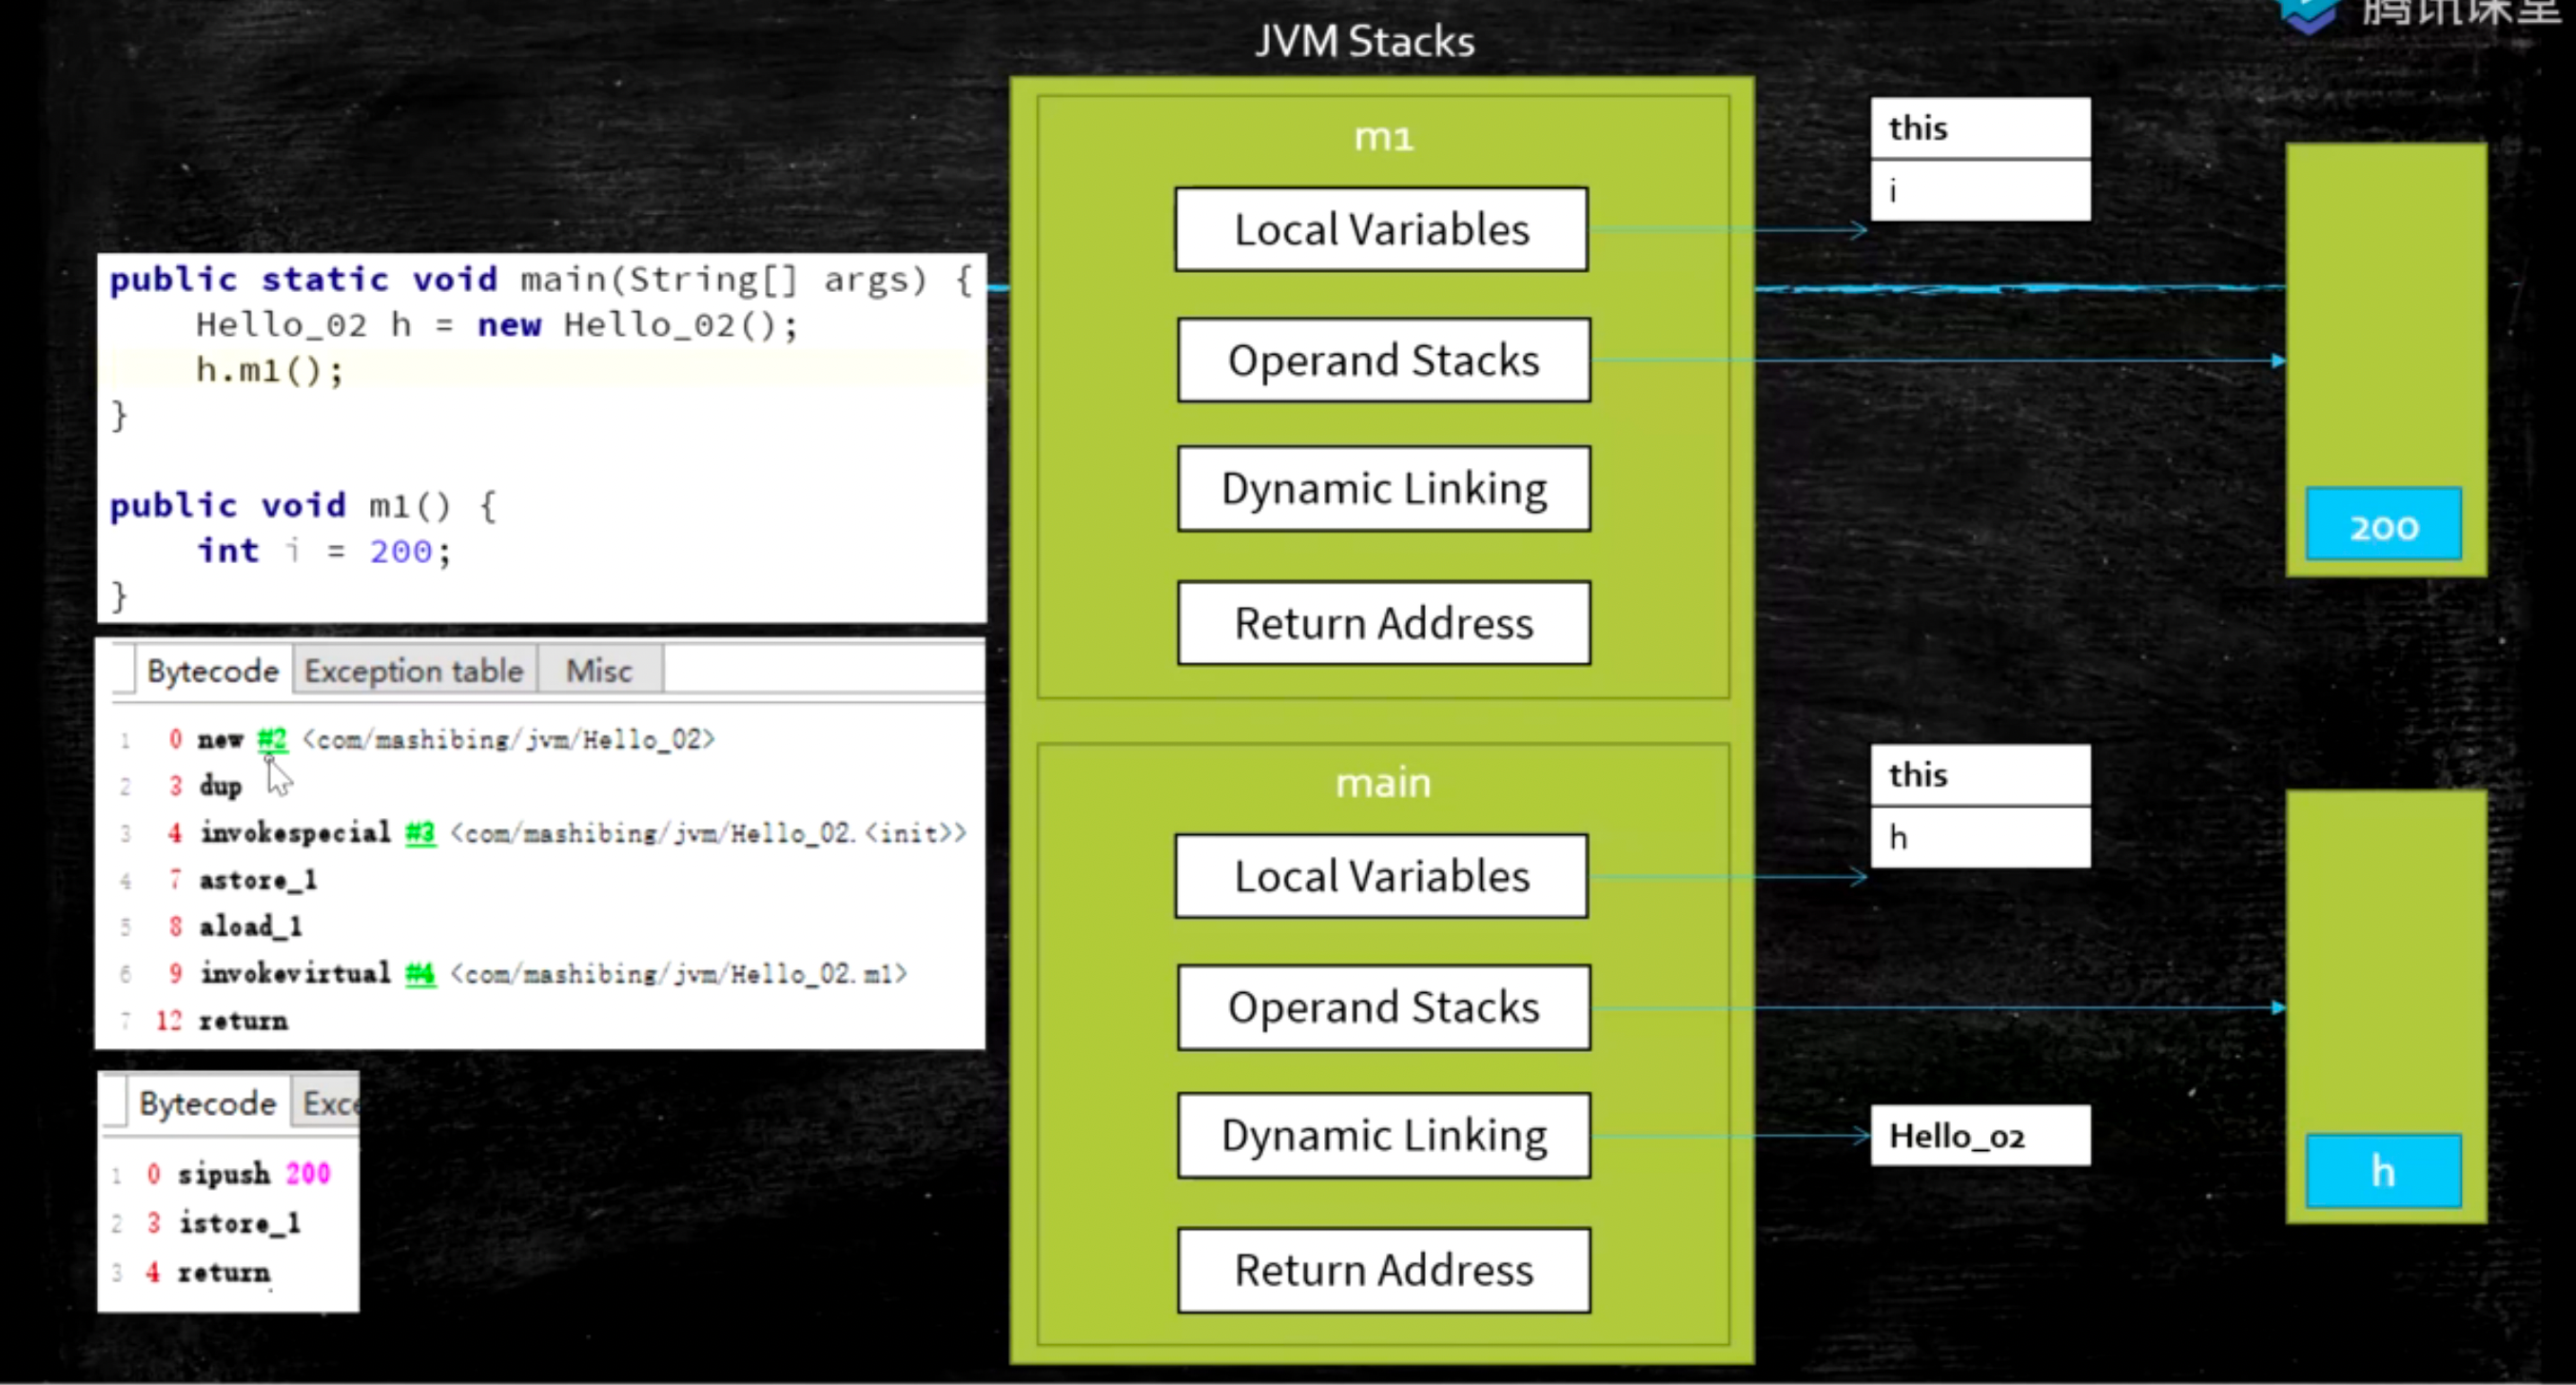 腾讯课堂
JVM Stacks
public static void main(String[] args) {
    Hello_02 h = new Hello_02();
    h.m1();
}
public void m1() {
    int i = 200;
}
Bytecode Exception table Misc
1 0 new #2 <com/mashibing/jvm/Hello_02>
2 3 dup
3 4 invokespecial #3 <com/mashibing/jvm/Hello_02.<init>>
4 7 astore_1
5 8 aload_1
6 9 invokevirtual #4 <com/mashibing/jvm/Hello_02.m1>
7 12 return
Bytecode Exce
1 0 sipush 200
2 3 istore_1
3 4 return
m1
Local Variables
Operand Stacks
Dynamic Linking
Return Address
this
i
200
main
Local Variables
Operand Stacks
Dynamic Linking
Return Address
this
h
Hello_02
h